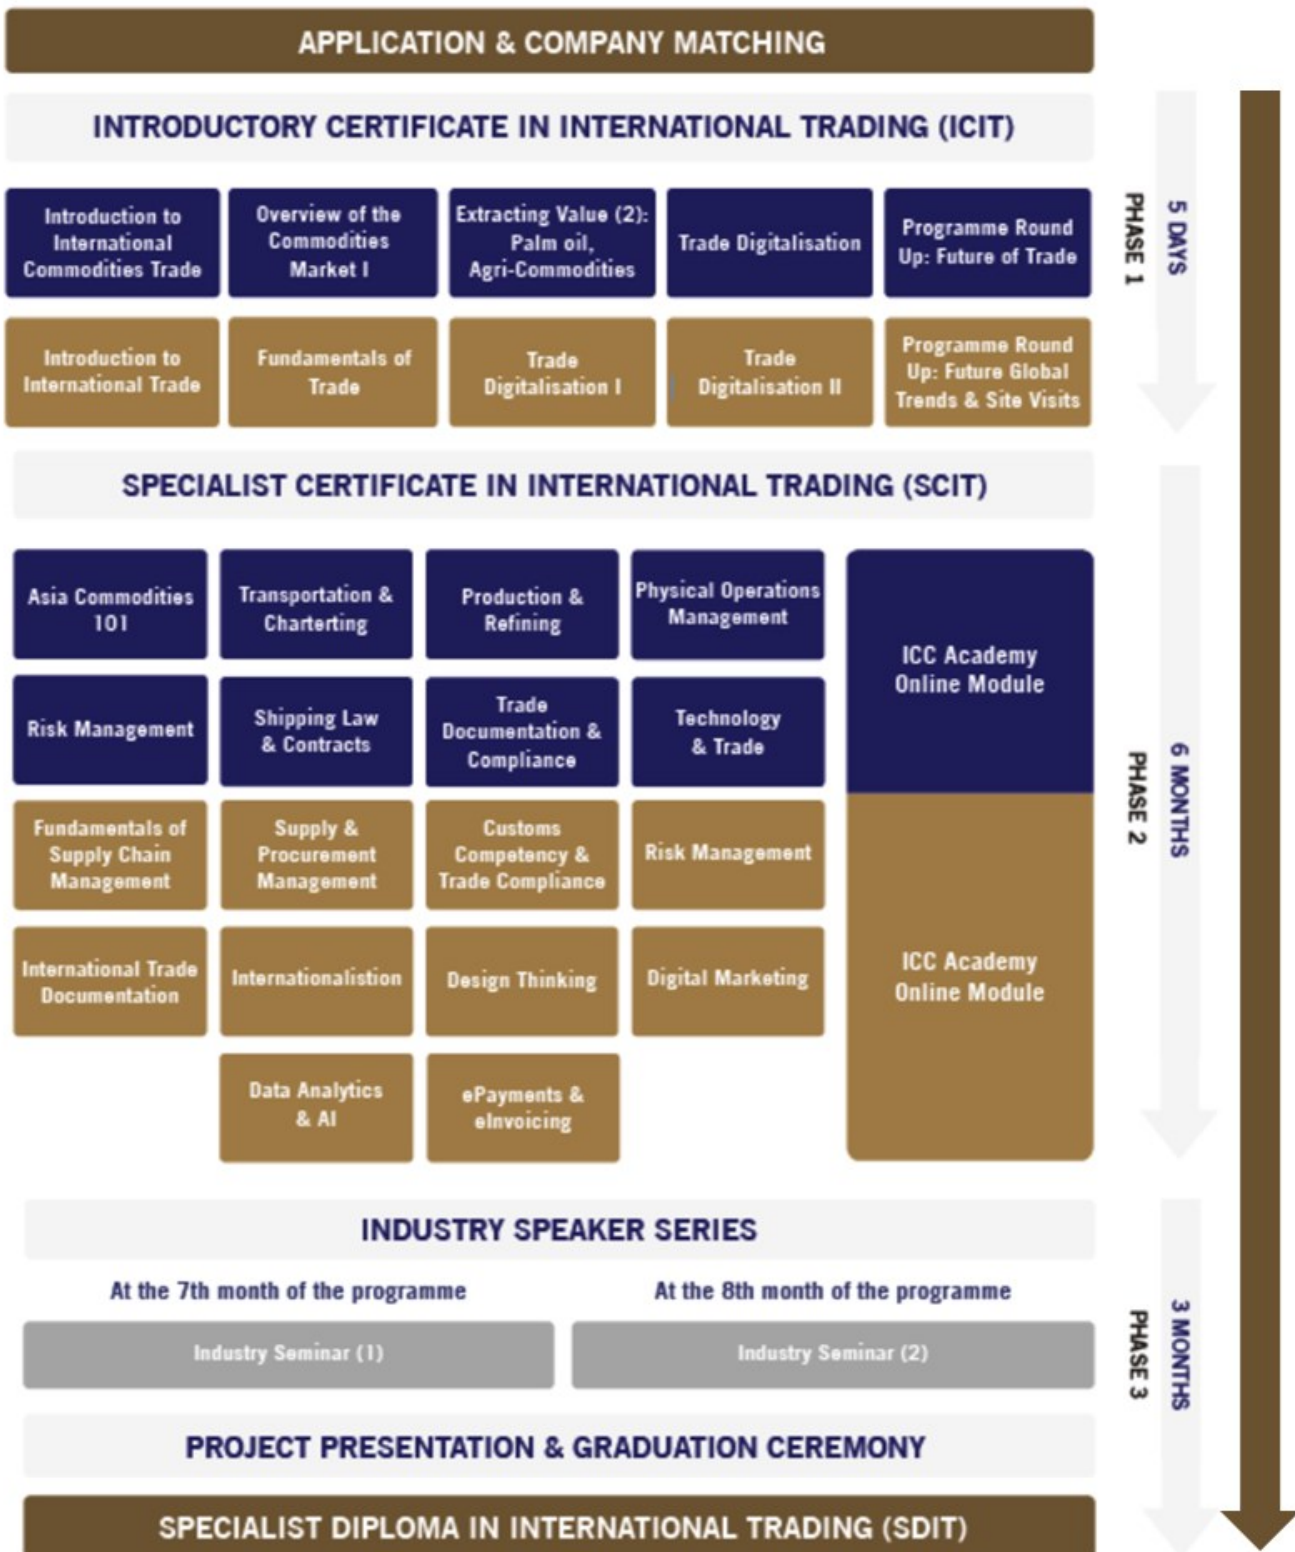 APPLICATION & COMPANY MATCHING
INTRODUCTORY CERTIFICATE IN INTERNATIONAL TRADING (ICIT)
Introduction to
International
Commodities Trade
Overview of the
Commodities
Market I
Extracting Value (2):
Palm oil,
Agri-Commodities
Trade Digitalisation
Programme Round
Up: Future of Trade
Introduction to
International Trade
Fundamentals of
Trade
Trade
Digitalisation I
Trade
Digitalisation II
Programme Round
Up: Future Global
Trends & Site Visits
PHASE 1
5 DAYS
SPECIALIST CERTIFICATE IN INTERNATIONAL TRADING (SCIT)
Asia Commodities
101
Transportation &
Charterting
Production &
Refining
Physical Operations
Management
ICC Academy
Online Module
Risk Management
Shipping Law
& Contracts
Trade
Documentation &
Compliance
Technology
& Trade
Fundamentals of
Supply Chain
Management
Supply &
Procurement
Management
Customs
Competency &
Trade Compliance
Risk Management
ICC Academy
Online Module
International Trade
Documentation
Internationalistion
Design Thinking
Digital Marketing
Data Analytics
& AI
ePayments &
eInvoicing
PHASE 2
6 MONTHS
INDUSTRY SPEAKER SERIES
At the 7th month of the programme
At the 8th month of the programme
Industry Seminar (1)
Industry Seminar (2)
PHASE 3
3 MONTHS
PROJECT PRESENTATION & GRADUATION CEREMONY
SPECIALIST DIPLOMA IN INTERNATIONAL TRADING (SDIT)